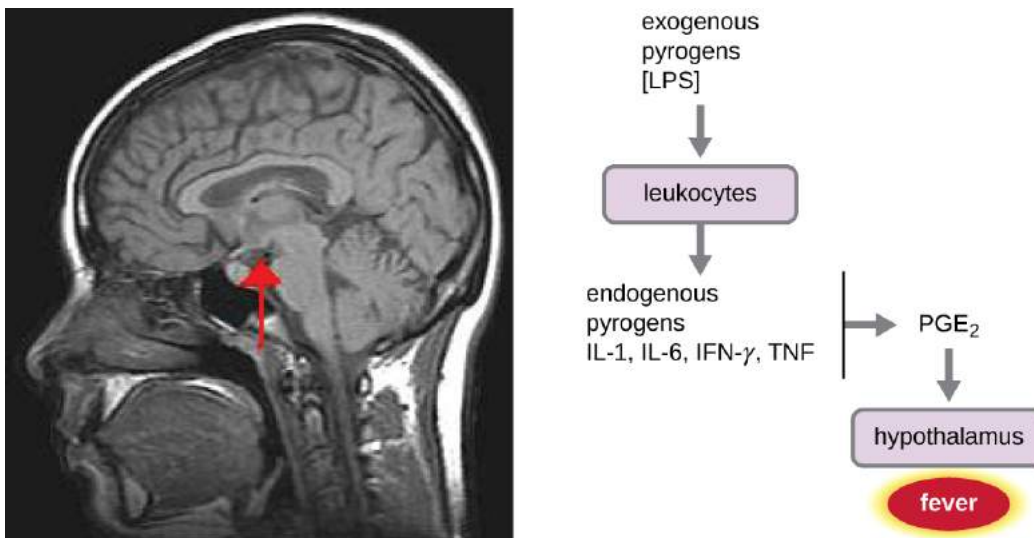 exogenous
pyrogens
[LPS]
leukocytes
endogenous
pyrogens
IL-1, IL-6, IFN-γ, TNF
PGE₂
hypothalamus
fever